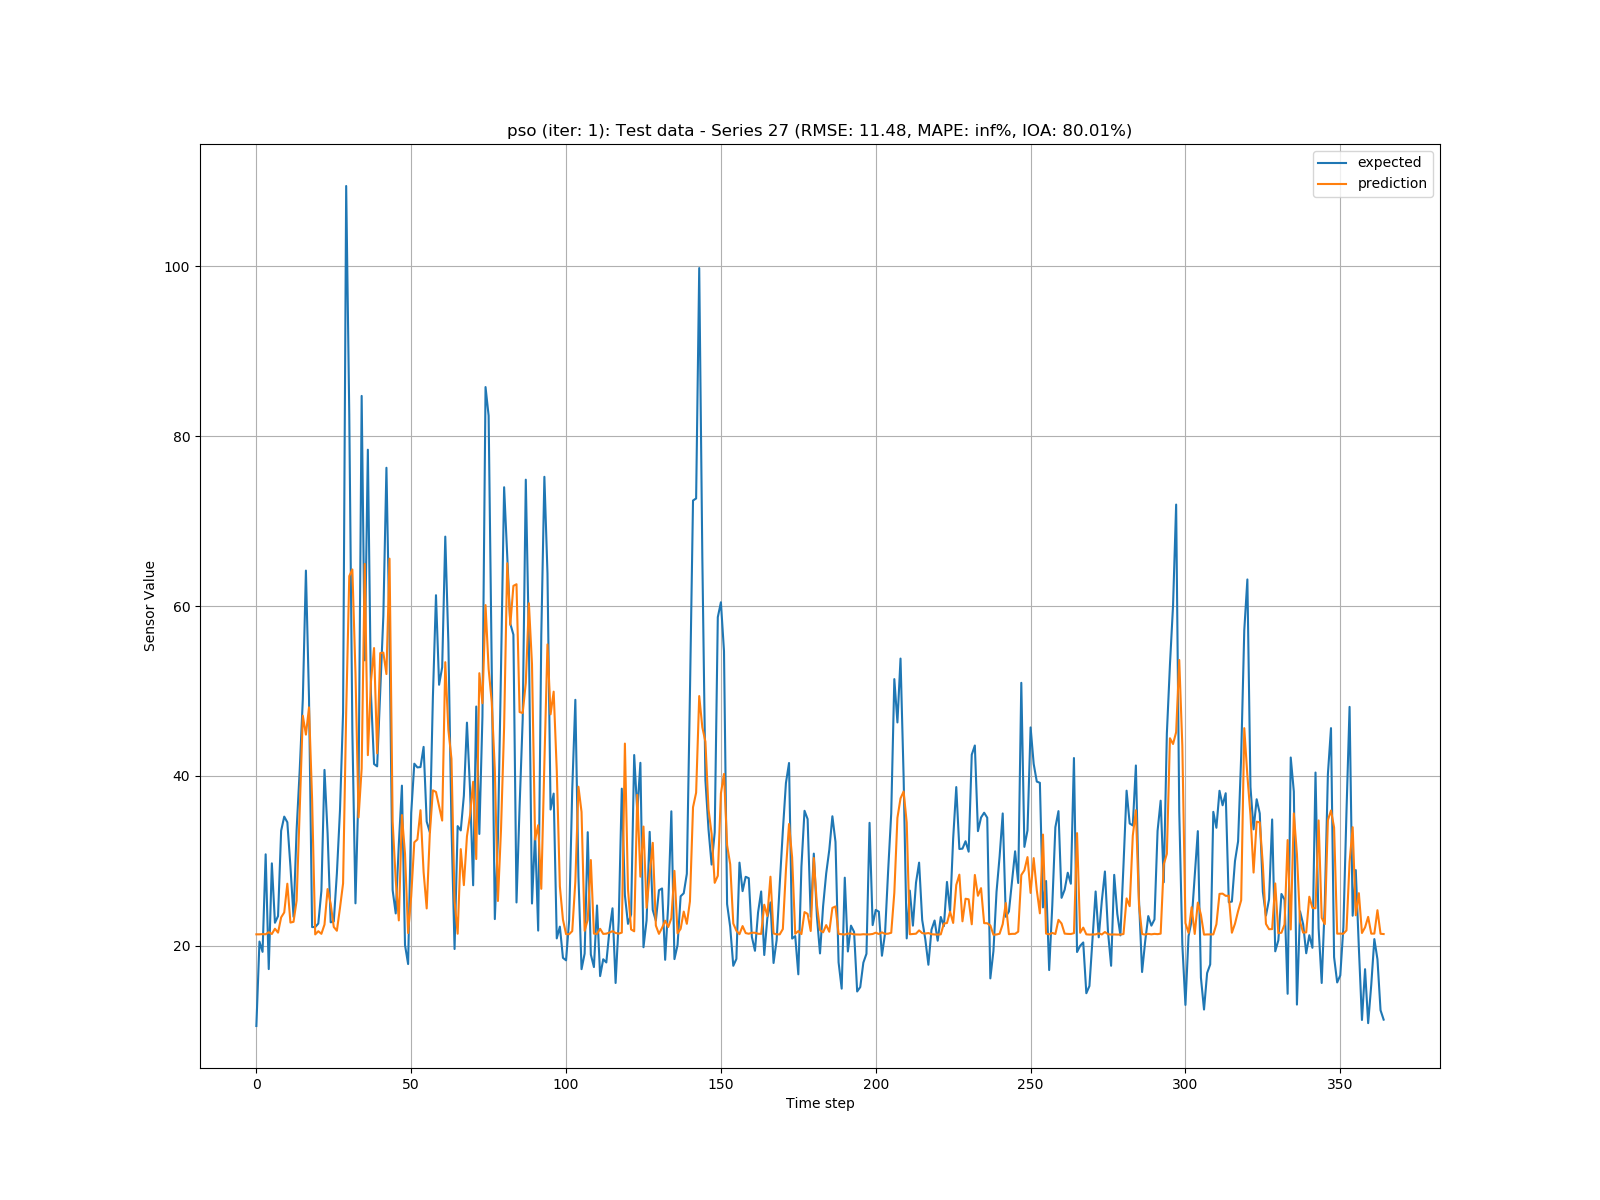 pso (iter: 1): Test data - Series 27 (RMSE: 11.48, MAPE: inf%, IOA: 80.01%)
expected
prediction
100
80
60
40
20
Sensor Value
0 50 100 150 200 250 300 350
Time step